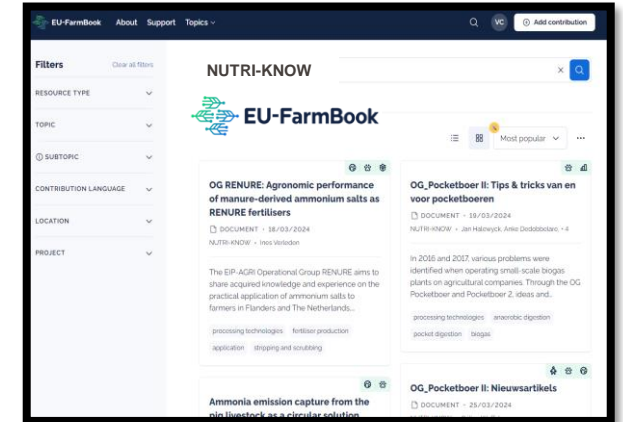 EU-FarmBook About Support Topics
VC Add contribution
Filters Clear all filters
NUTRI-KNOW
RESOURCE TYPE
EU-FarmBook
TOPIC
Most popular
SUBTOPIC
CONTRIBUTION LANGUAGE
LOCATION
PROJECT
OG RENURE: Agronomic performance
of manure-derived ammonium salts as
RENURE fertilisers
DOCUMENT • 18/03/2024
NUTRI-KNOW • Ines Verleden
The EIP-AGRI Operational Group RENURE aims to
share acquired knowledge and experience on the
practical application of ammonium salts to
farmers in Flanders and The Netherlands...
processing technologies fertiliser production
application stripping and scrubbing
Ammonia emission capture from the
pig livestock as a circular solution
OG_Pocketboer II: Tips & tricks van en
voor pocketboeren
DOCUMENT • 19/03/2024
NUTRI-KNOW • Jan Halewyck, Anke Dedobbelaere, + 4
In 2016 and 2017, various problems were
identified when operating small-scale biogas
plants on agricultural companies. Through the OG
Pocketboer and Pocketboer 2, ideas and...
processing technologies anaerobic digestion
pocket digestion biogas
OG_Pocketboer II: Nieuwsartikels
DOCUMENT • 25/03/2024